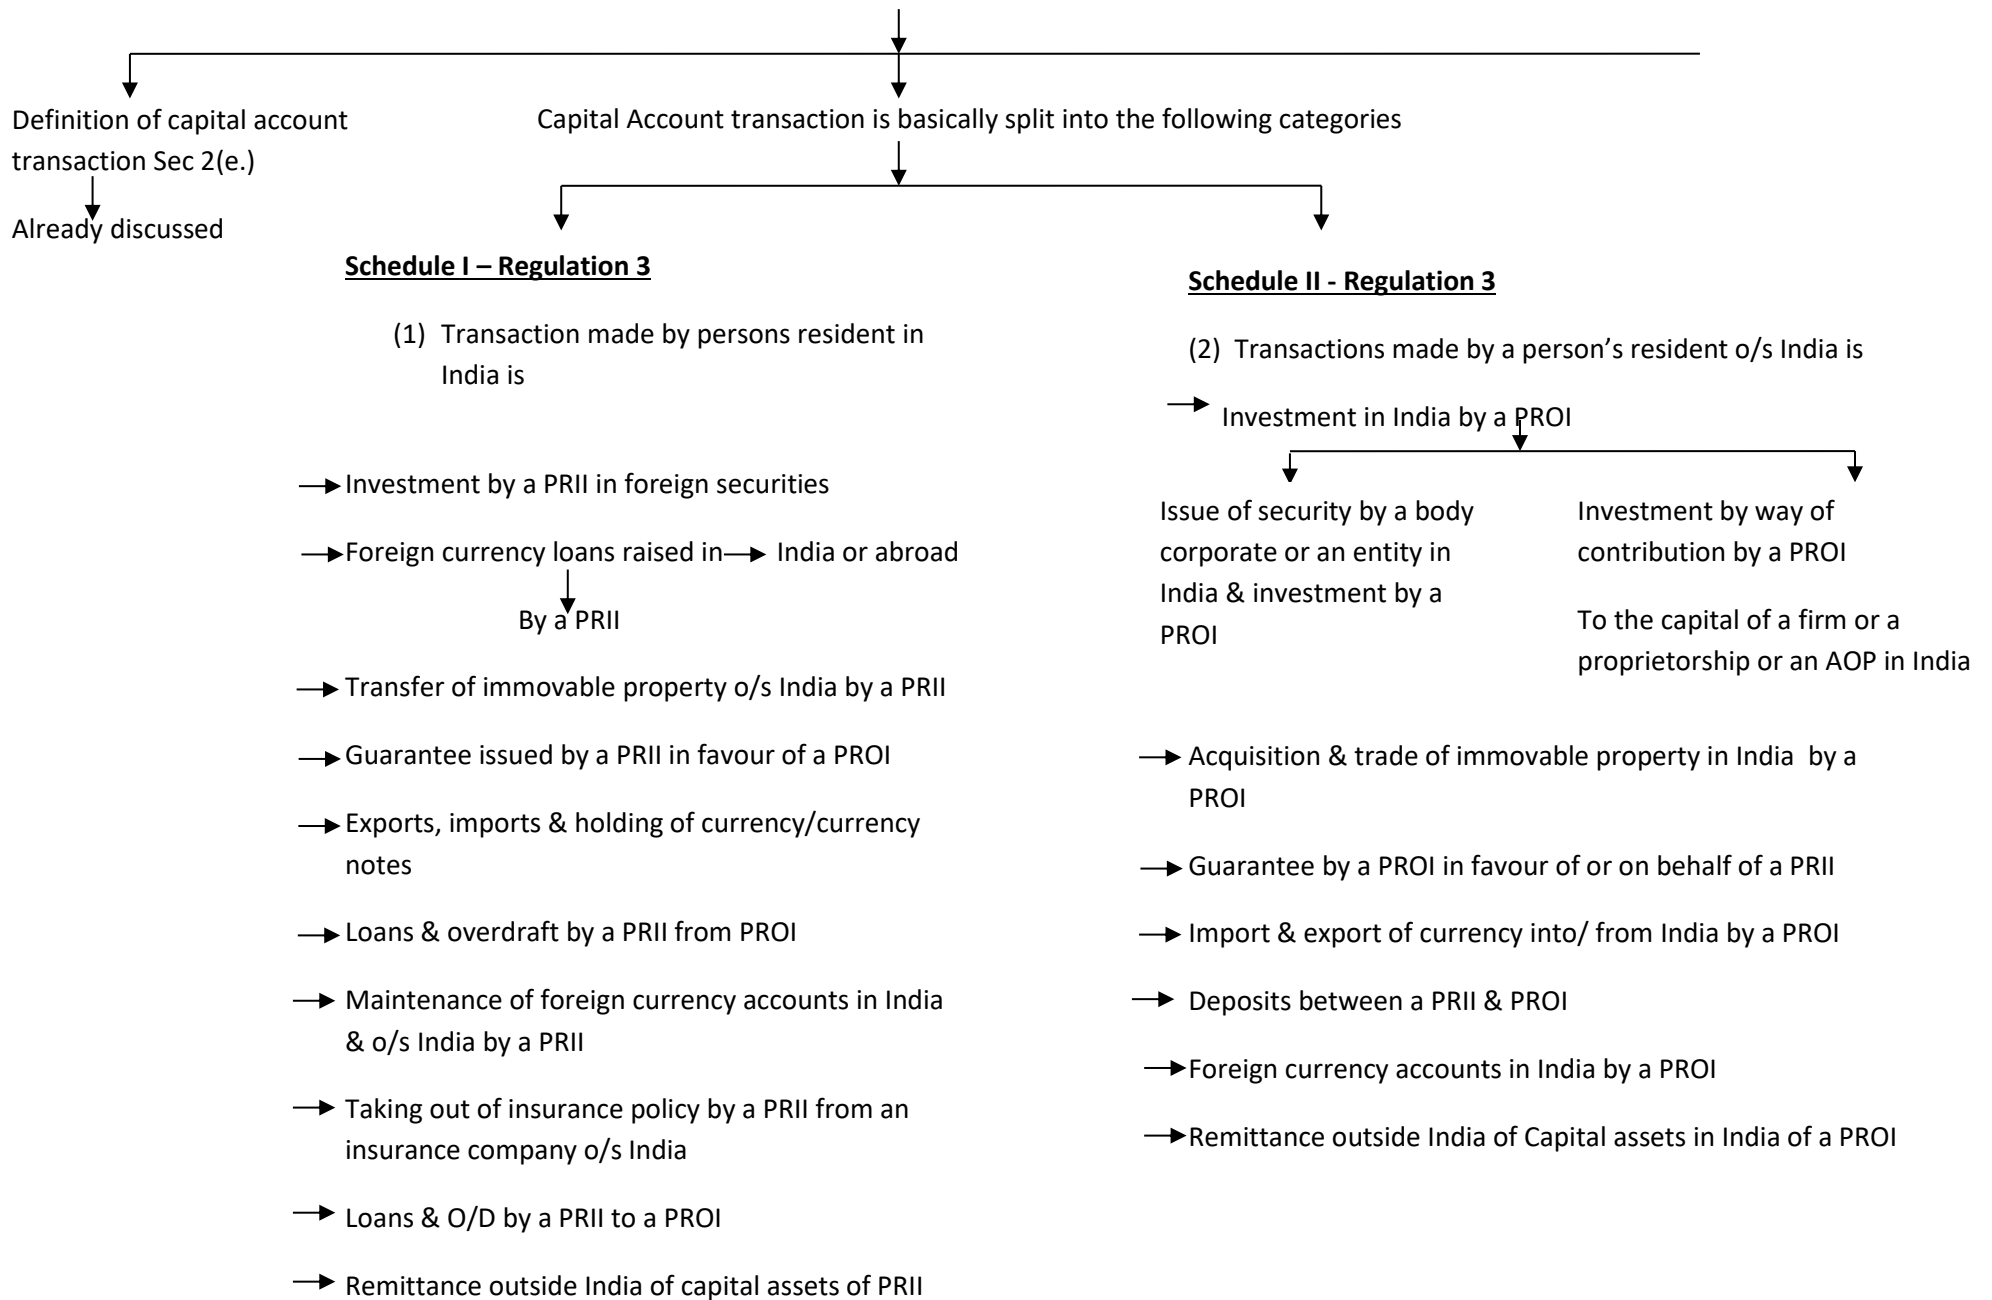 Definition of capital account
transaction Sec 2(e.)
Already discussed
Capital Account transaction is basically split into the following categories
Schedule I – Regulation 3
(1) Transaction made by persons resident in
India is
Investment by a PRII in foreign securities
Foreign currency loans raised in India or abroad
By a PRII
Transfer of immovable property o/s India by a PRII
Guarantee issued by a PRII in favour of a PROI
Exports, imports & holding of currency/currency
notes
Loans & overdraft by a PRII from PROI
Maintenance of foreign currency accounts in India
& o/s India by a PRII
Taking out of insurance policy by a PRII from an
insurance company o/s India
Loans & O/D by a PRII to a PROI
Remittance outside India of capital assets of PRII
Schedule II - Regulation 3
(2) Transactions made by a person’s resident o/s India is
Investment in India by a PROI
Issue of security by a body
corporate or an entity in
India & investment by a
PROI
Investment by way of
contribution by a PROI
To the capital of a firm or a
proprietorship or an AOP in India
Acquisition & trade of immovable property in India by a
PROI
Guarantee by a PROI in favour of or on behalf of a PRII
Import & export of currency into/ from India by a PROI
Deposits between a PRII & PROI
Foreign currency accounts in India by a PROI
Remittance outside India of Capital assets in India of a PROI